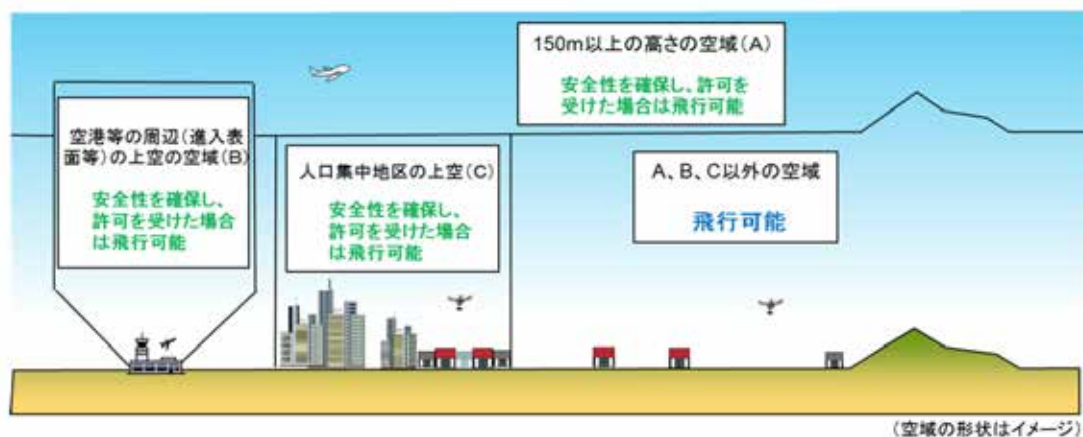 150m以上の高さの空域(A)
安全性を確保し、許可を
受けた場合は飛行可能
空港等の周辺(進入表
面等)の上空の空域(B)
安全性を確保し、
許可を受けた場合
は飛行可能
人口集中地区の上空(C)
安全性を確保し、
許可を受けた場合
は飛行可能
A、B、C以外の空域
飛行可能
(空域の形状はイメージ)